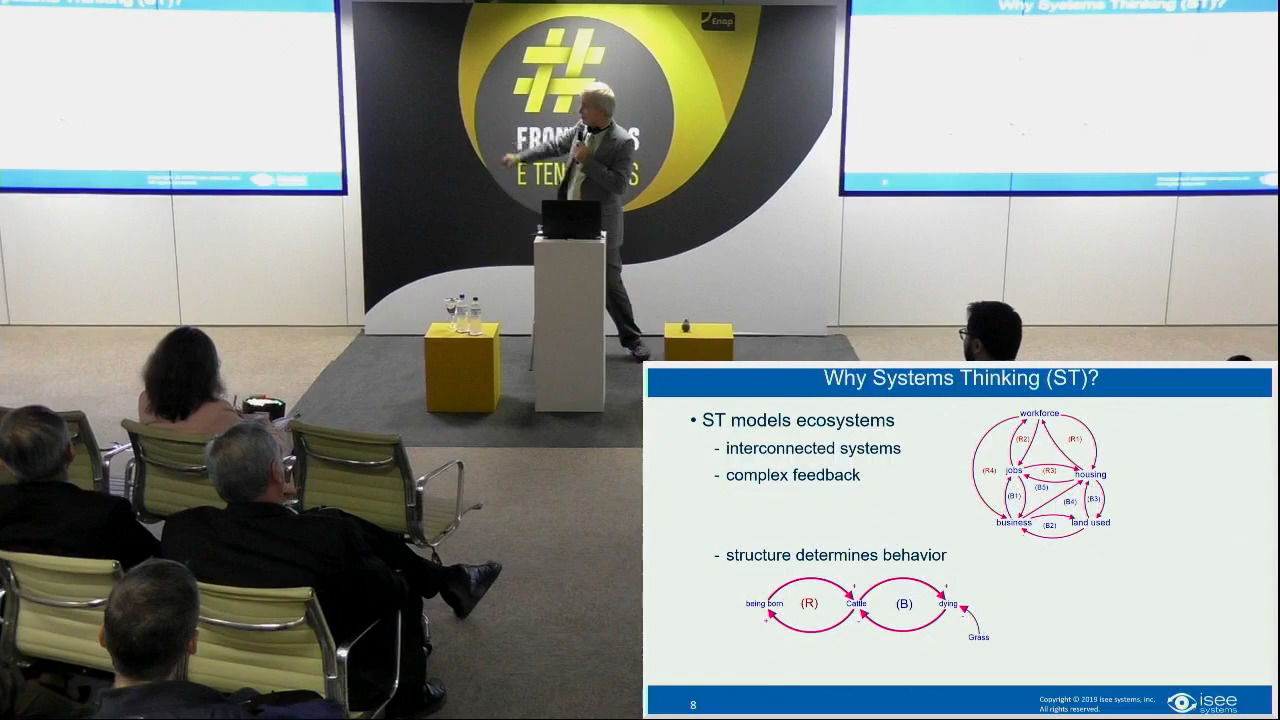 Why Systems Thinking (ST)?
Enap
#
FRON
S
E TEN
S
Why Systems Thinking (ST)?
• ST models ecosystems
- interconnected systems
- complex feedback
- structure determines behavior
workforce
(R2)
(R1)
(R4)
jobs
(R3)
housing
(B5)
(B1)
(B4)
(B3)
business
(B2)
land used
being born
(R)
Cattle
(B)
dying
+
+
+
-
-
Grass
8
Copyright © 2019 isee systems, inc.
All rights reserved.
isee
systems